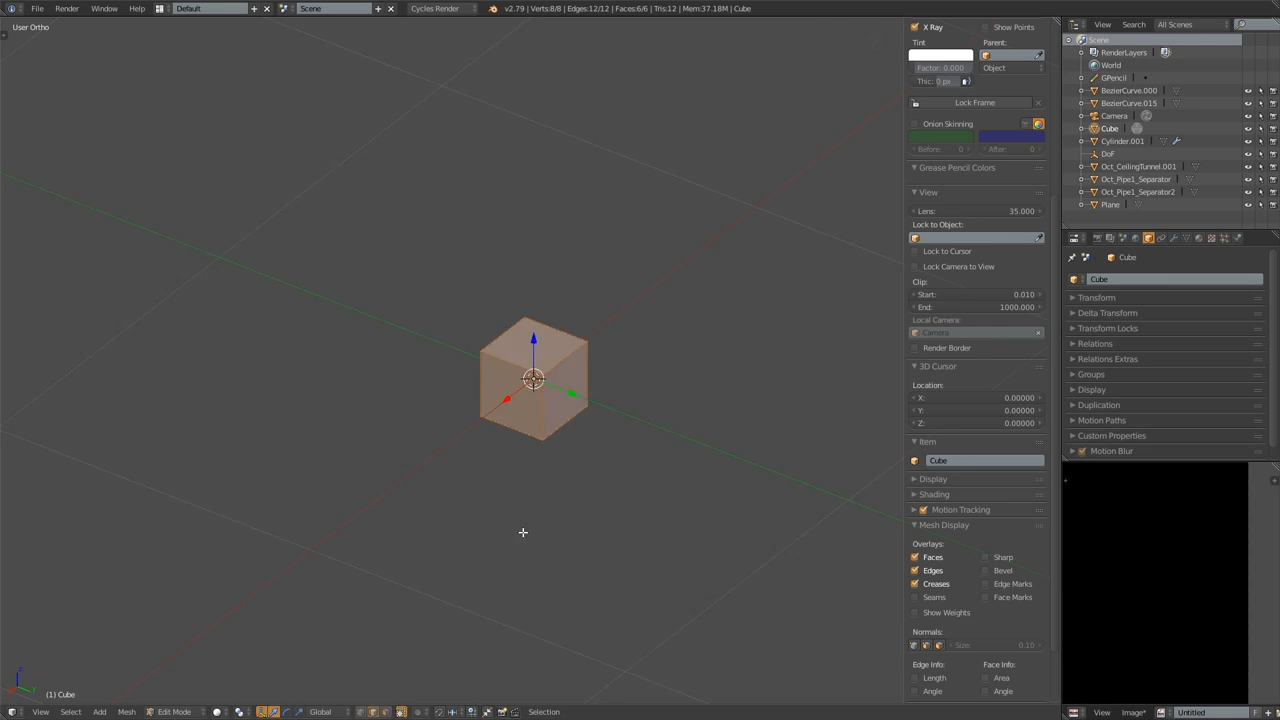 File Render Window Help Default Scene Cycles Render v2.79 | Verts:8/8 | Edges:12/12 | Faces:6/6 | Tris:12 | Mem:37.18M | Cube
View Search All Scenes
User Ortho
X Ray Show Points
Tint Parent:
Factor: 0.000 Object
Thic: 0 px
Lock Frame
Onion Skinning
Before: 0 After: 0
Grease Pencil Colors
View
Lens: 35.000
Lock to Object:
Lock to Cursor
Lock Camera to View
Clip:
Start: 0.010
End: 1000.000
Local Camera:
Camera
Render Border
3D Cursor
Location:
X: 0.00000
Y: 0.00000
Z: 0.00000
Item
Cube
Display
Shading
Motion Tracking
Mesh Display
Overlays:
Faces Sharp
Edges Bevel
Creases Edge Marks
Seams Face Marks
Show Weights
Normals:
Size: 0.10
Edge Info: Face Info:
Length Area
Angle Angle
Scene
RenderLayers
World
GPencil
BezierCurve.000
BezierCurve.015
Camera
Cube
Cylinder.001
DoF
Oct_CeilingTunnel.001
Oct_Pipe1_Separator
Oct_Pipe1_Separator2
Plane
Cube
Cube
Transform
Delta Transform
Transform Locks
Relations
Relations Extras
Groups
Display
Duplication
Motion Paths
Custom Properties
Motion Blur
z
y
(1) Cube
View Select Add Mesh Edit Mode Global Selection
View Image* Untitled F